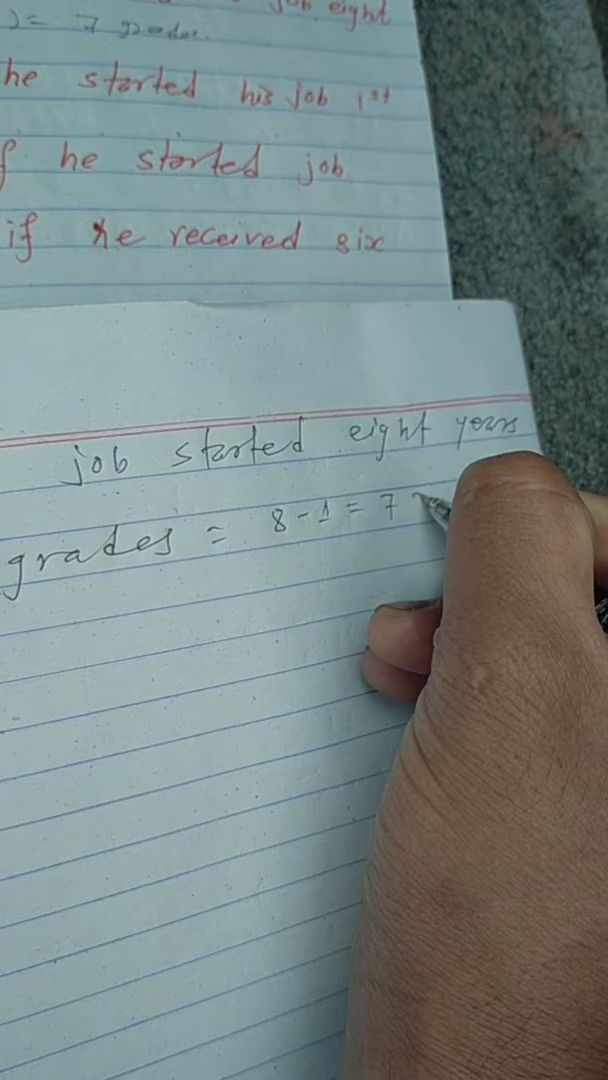 job eight
)= 7 grades
he started his job 1st
f he started job
if he received six
job started eight years
grades = 8-1 = 7